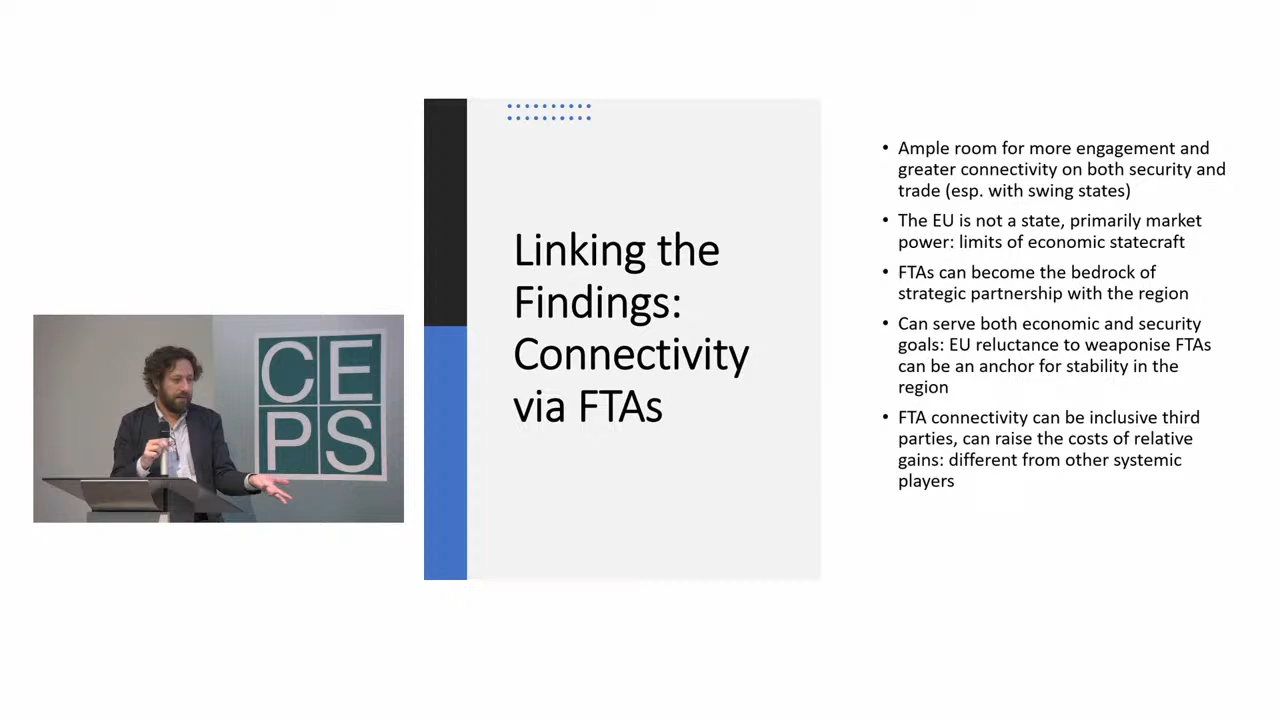 CE
PS
Linking the
Findings:
Connectivity
via FTAs
• Ample room for more engagement and
greater connectivity on both security and
trade (esp. with swing states)
• The EU is not a state, primarily market
power: limits of economic statecraft
• FTAs can become the bedrock of
strategic partnership with the region
• Can serve both economic and security
goals: EU reluctance to weaponise FTAs
can be an anchor for stability in the
region
• FTA connectivity can be inclusive third
parties, can raise the costs of relative
gains: different from other systemic
players